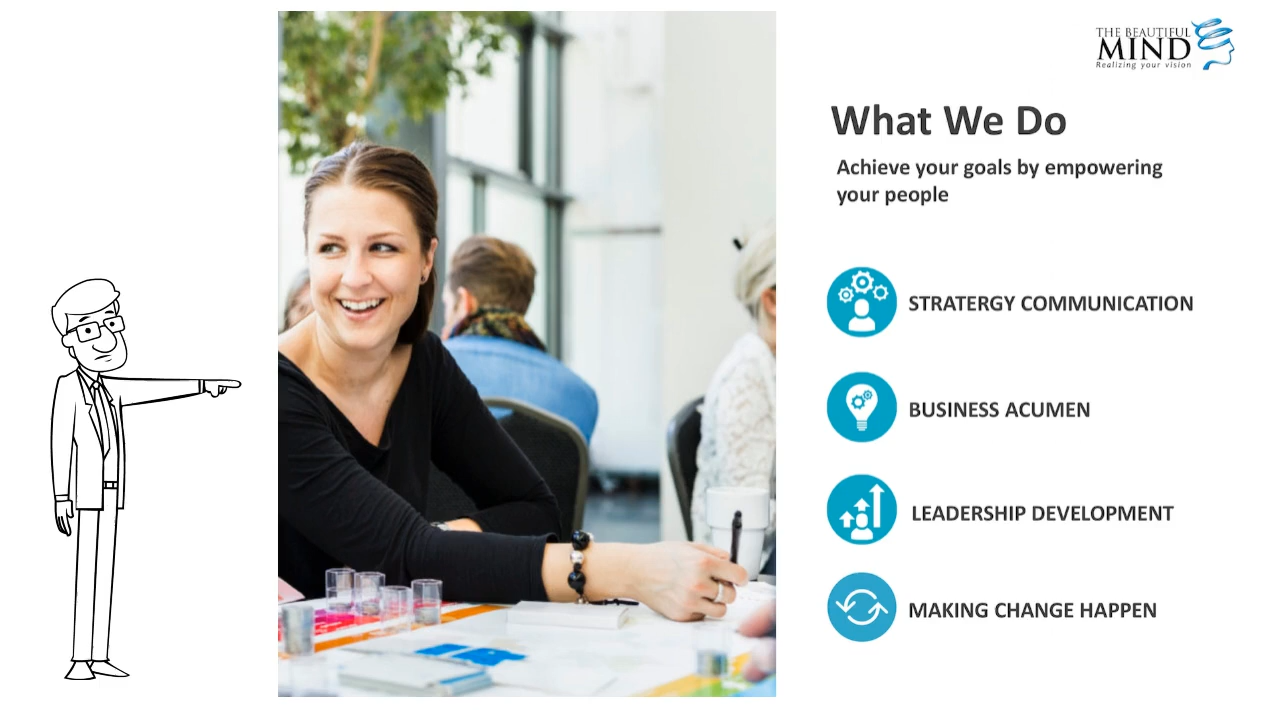 THE BEAUTIFUL
MIND
Realizing your vision
What We Do
Achieve your goals by empowering
your people
STRATERGY COMMUNICATION
BUSINESS ACUMEN
LEADERSHIP DEVELOPMENT
MAKING CHANGE HAPPEN